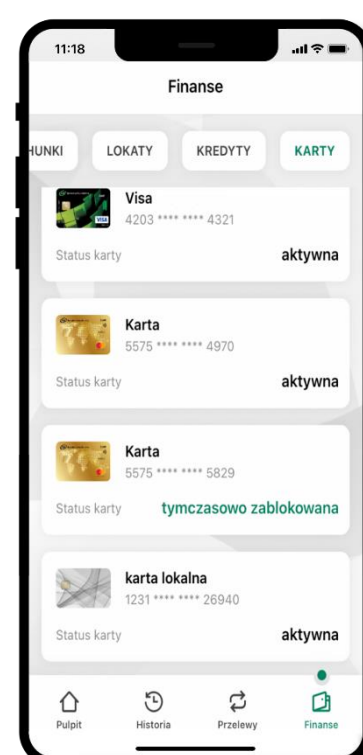 11:18
Finanse
HUNKI LOKATY KREDYTY KARTY
Visa
4203 **** **** 4321
VISA
Status karty aktywna
Karta
5575 **** **** 4970
Status karty aktywna
Karta
5575 **** **** 5829
Status karty tymczasowo zablokowana
karta lokalna
1231 **** **** 26940
Status karty aktywna
Pulpit Historia Przelewy Finanse